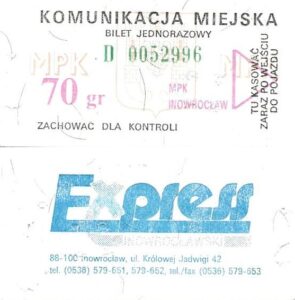 KOMUNIKACJA MIEJSKA
BILET JEDNORAZOWY
D 0052996
MPK
70 gr
MPK
INOWROCŁAW
TU KASOWAĆ
ZARAZ PO WEJŚCIU
DO POJAZDU
ZACHOWAĆ DLA KONTROLI
Express
INOWROCŁAWSKI
88-100 Inowrocław, ul. Królowej Jadwigi 42
tel. (0536) 579-651, 579-652, tel./fax (0536) 579-653